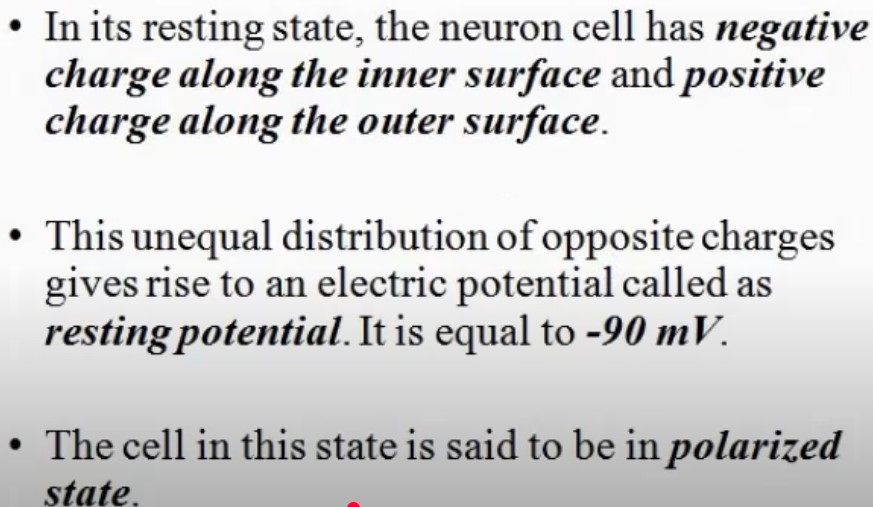 • In its resting state, the neuron cell has negative
charge along the inner surface and positive
charge along the outer surface.
• This unequal distribution of opposite charges
gives rise to an electric potential called as
resting potential. It is equal to -90 mV.
• The cell in this state is said to be in polarized
state.